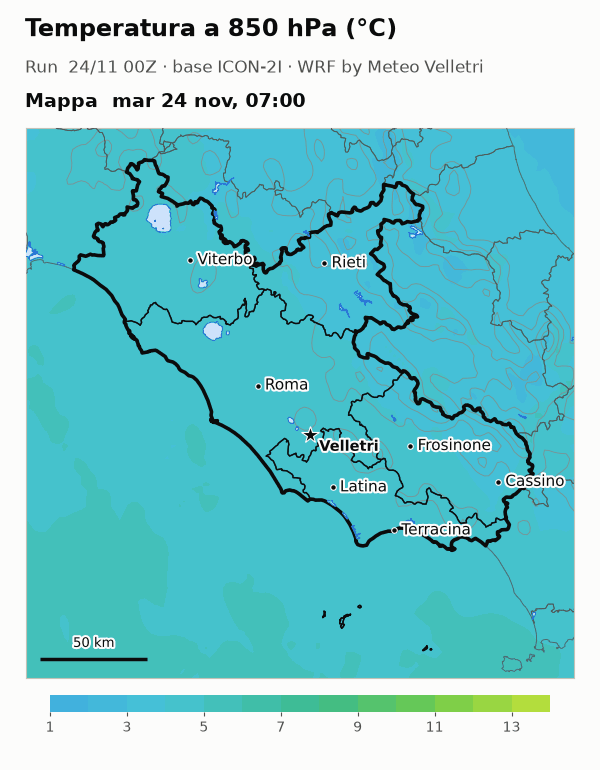 Temperatura a 850 hPa (°C)
Run  24/11 00Z · base ICON-2I · WRF by Meteo Velletri
Mappa  mar 24 nov, 07:00
Viterbo
Rieti
Roma
Velletri
Frosinone
Latina
Cassino
Terracina
50 km
1 3 5 7 9 11 13